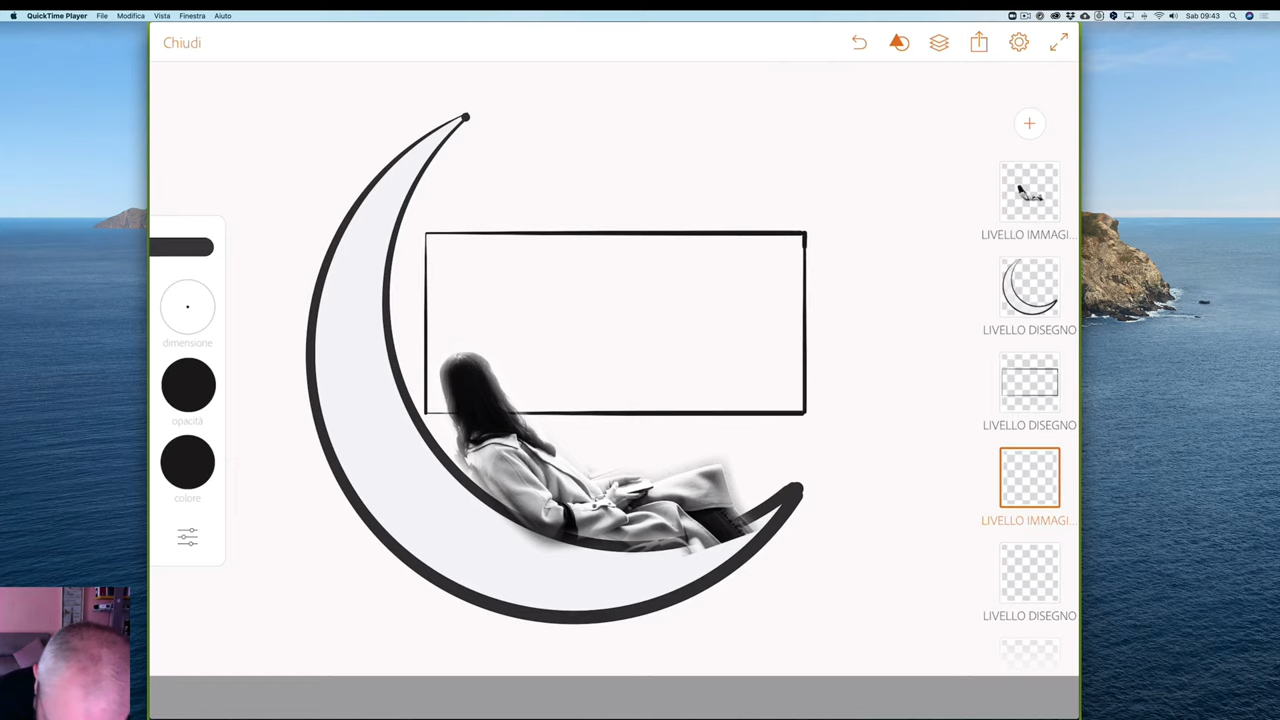 QuickTime Player File Modifica Vista Finestra Aiuto Sab 09:43
Chiudi
LIVELLO IMMAGI...
dimensione
LIVELLO DISEGNO
opacità
LIVELLO DISEGNO
colore
LIVELLO IMMAGI...
LIVELLO DISEGNO